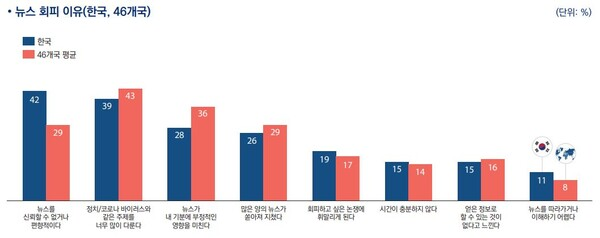 • 뉴스 회피 이유(한국, 46개국)
(단위: %)
한국
46개국 평균
42
29
39
43
28
36
26
29
19
17
15
14
15
16
11
8
뉴스를
신뢰할 수 없거나
편향적이다
정치/코로나 바이러스와
같은 주제를
너무 많이 다룬다
뉴스가
내 기분에 부정적인
영향을 미친다
많은 양의 뉴스가
쏟아져 지쳤다
회피하고 싶은 논쟁에
휘말리게 된다
시간이 충분하지 않다
얻은 정보로
할 수 있는 것이
없다고 느낀다
뉴스를 따라가거나
이해하기 어렵다